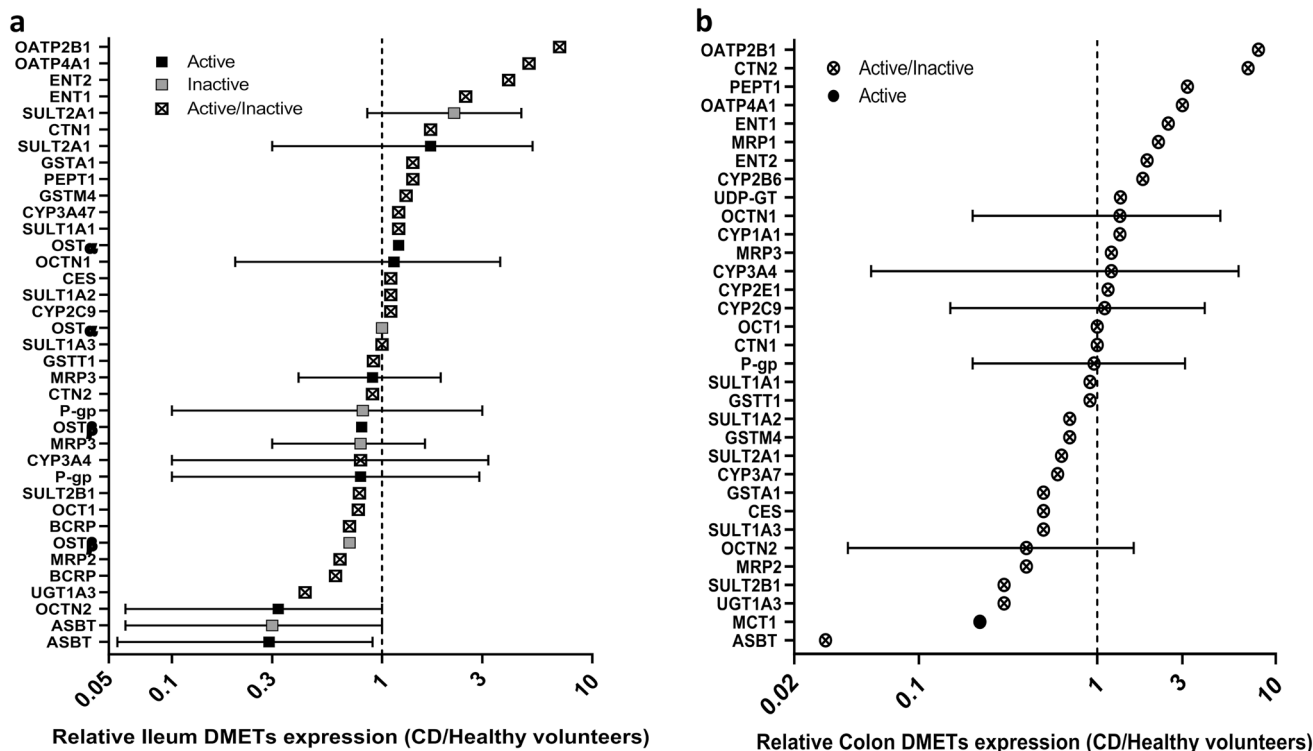 a
OATP2B1
OATP4A1
ENT2
ENT1
SULT2A1
CTN1
SULT2A1
GSTA1
PEPT1
GSTM4
CYP3A47
SULT1A1
OSTα
OCTN1
CES
SULT1A2
CYP2C9
OSTα
SULT1A3
GSTT1
MRP3
CTN2
P-gp
OSTβ
MRP3
CYP3A4
P-gp
SULT2B1
OCT1
BCRP
OSTβ
MRP2
BCRP
UGT1A3
OCTN2
ASBT
ASBT
Active
Inactive
Active/Inactive
0.05 0.1 0.3 1 3 10
Relative Ileum DMETs expression (CD/Healthy volunteers)
b
OATP2B1
CTN2
PEPT1
OATP4A1
ENT1
MRP1
ENT2
CYP2B6
UDP-GT
OCTN1
CYP1A1
MRP3
CYP3A4
CYP2E1
CYP2C9
OCT1
CTN1
P-gp
SULT1A1
GSTT1
SULT1A2
GSTM4
SULT2A1
CYP3A7
GSTA1
CES
SULT1A3
OCTN2
MRP2
SULT2B1
UGT1A3
MCT1
ASBT
Active/Inactive
Active
0.02 0.1 1 3 10
Relative Colon DMETs expression (CD/Healthy volunteers)